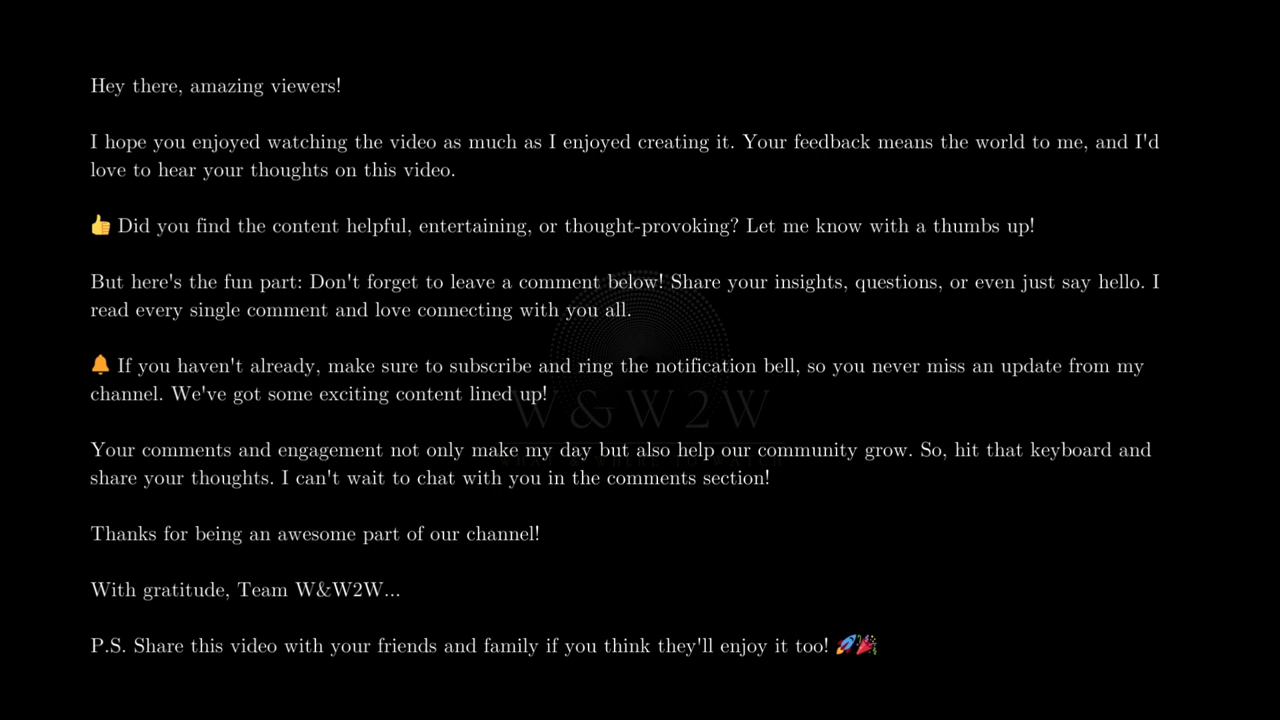 Hey there, amazing viewers!
I hope you enjoyed watching the video as much as I enjoyed creating it. Your feedback means the world to me, and I'd
love to hear your thoughts on this video.
👍 Did you find the content helpful, entertaining, or thought-provoking? Let me know with a thumbs up!
But here's the fun part: Don't forget to leave a comment below! Share your insights, questions, or even just say hello. I
read every single comment and love connecting with you all.
🔔 If you haven't already, make sure to subscribe and ring the notification bell, so you never miss an update from my
channel. We've got some exciting content lined up!
W&W2W
Your comments and engagement not only make my day but also help our community grow. So, hit that keyboard and
share your thoughts. I can't wait to chat with you in the comments section!
Thanks for being an awesome part of our channel!
With gratitude, Team W&W2W...
P.S. Share this video with your friends and family if you think they'll enjoy it too! 🚀🎉